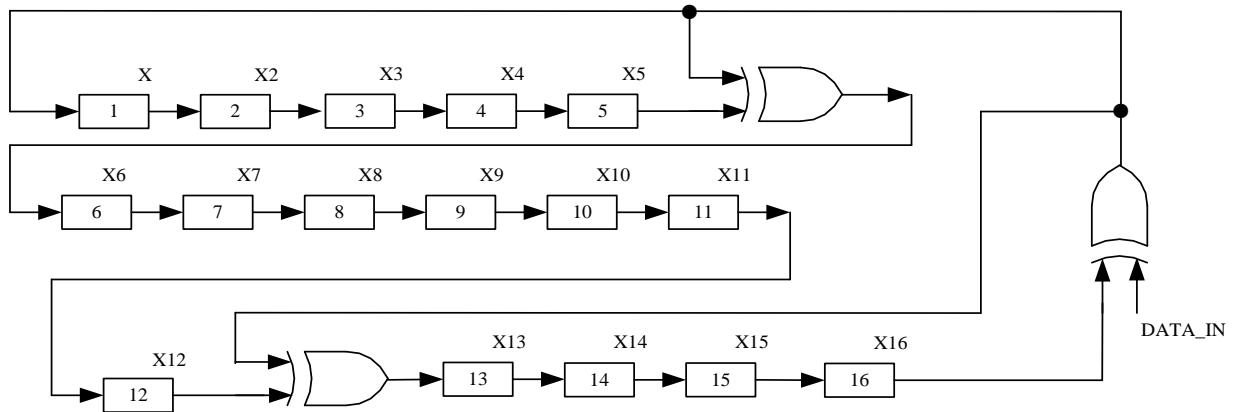 X X2 X3 X4 X5
1 2 3 4 5
X6 X7 X8 X9 X10 X11
6 7 8 9 10 11
DATA_IN
X12 X13 X14 X15 X16
12 13 14 15 16